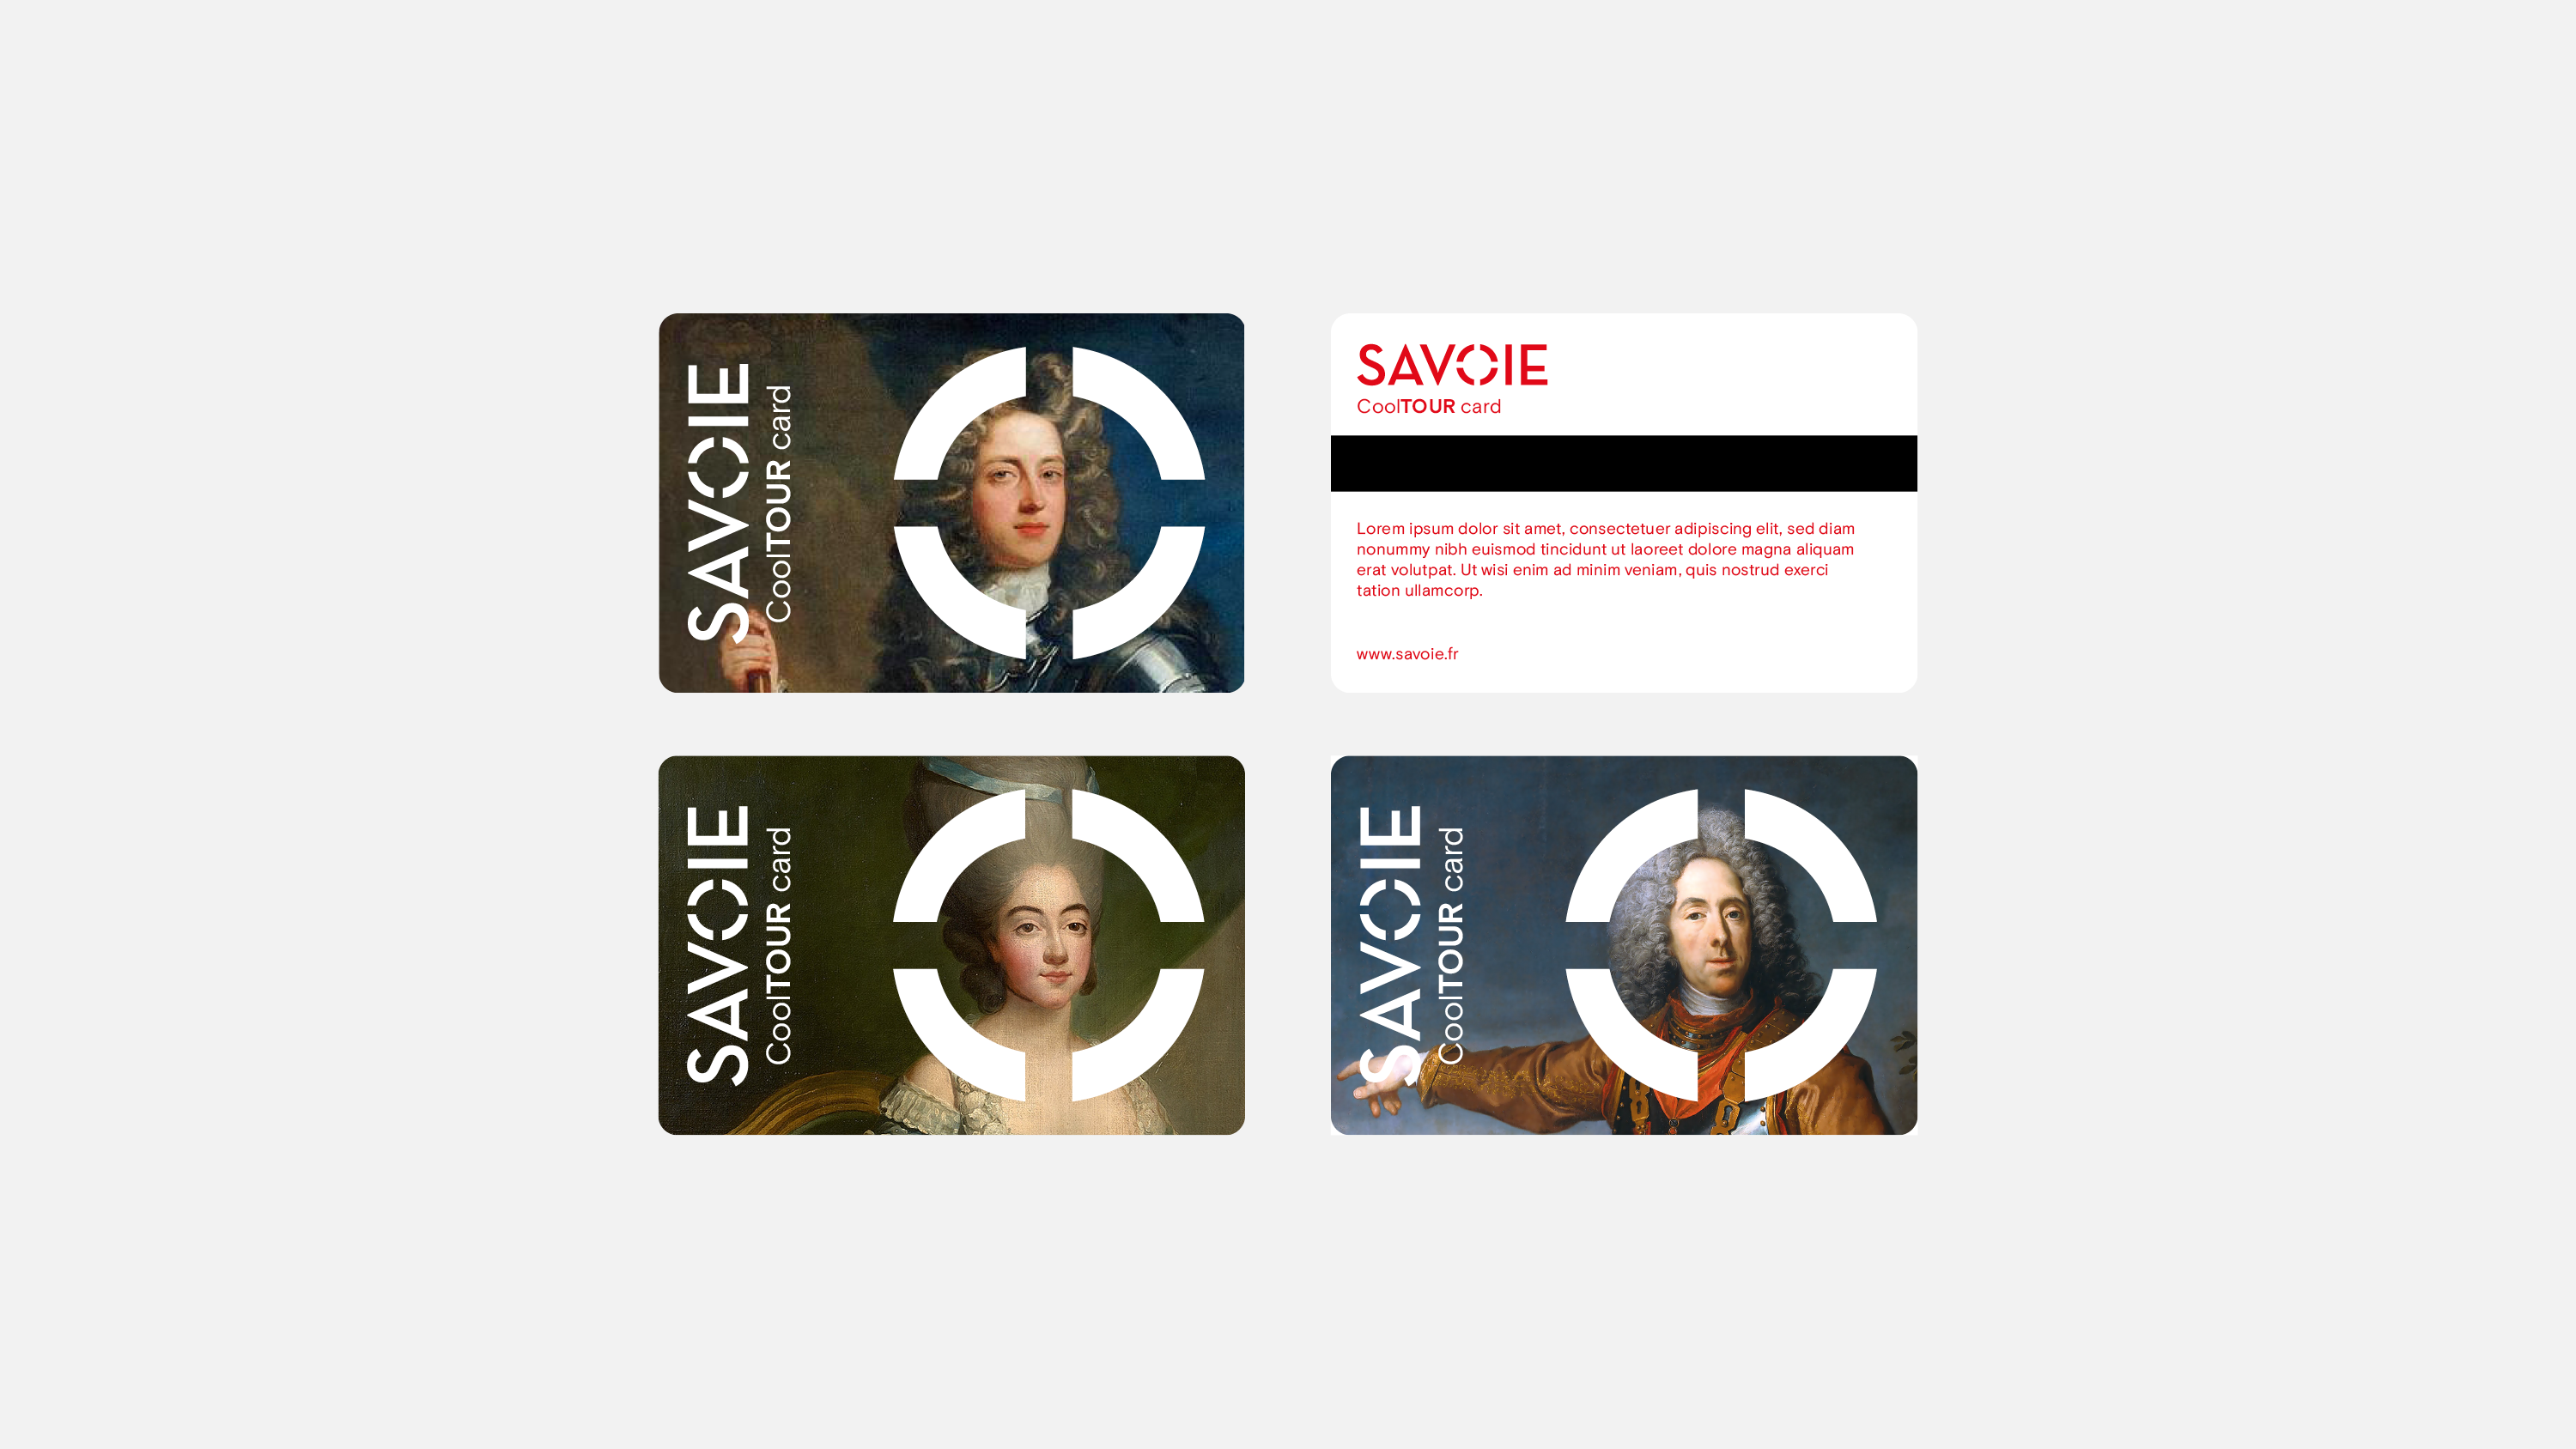 SAVOIE
CoolTOUR card
SAVOIE
CoolTOUR card
Lorem ipsum dolor sit amet, consectetuer adipiscing elit, sed diam
nonummy nibh euismod tincidunt ut laoreet dolore magna aliquam
erat volutpat. Ut wisi enim ad minim veniam, quis nostrud exerci
tation ullamcorp.
www.savoie.fr
SAVOIE
CoolTOUR card
SAVOIE
CoolTOUR card